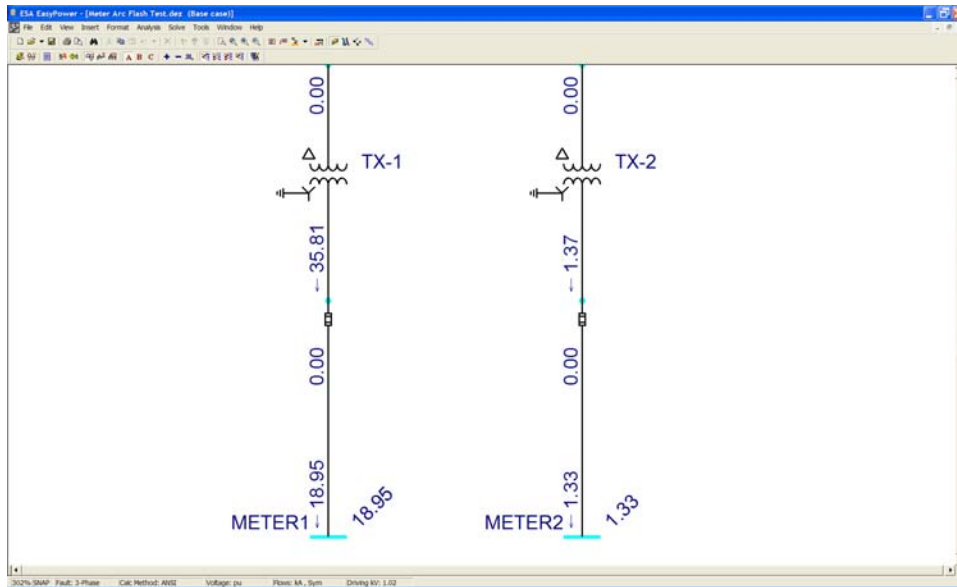 ESA EasyPower - [Meter Arc Flash Test.dez (Base case)]
File Edit View Insert Format Analysis Solve Tools Window Help
A B C
0.00 0.00
TX-1 TX-2
← 35.81 ← 1.37
0.00 0.00
← 18.95 18.95 ← 1.33 1.33
METER1 METER2
302% SNAP Fault: 3-Phase Calc Method: ANSI Voltage: pu Flows: kA, Sym Driving kV: 1.02